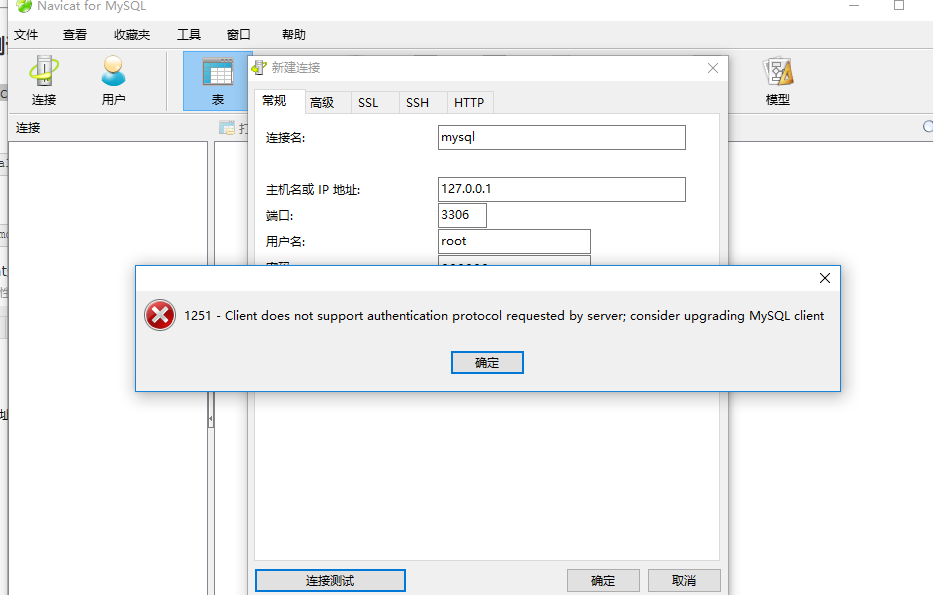 Navicat for MySQL
文件 查看 收藏夹 工具 窗口 帮助
连接 用户 表 模型
连接
新建连接
常规 高级 SSL SSH HTTP
连接名: mysql
主机名或 IP 地址: 127.0.0.1
端口: 3306
用户名: root
1251 - Client does not support authentication protocol requested by server; consider upgrading MySQL client
确定
连接测试 确定 取消